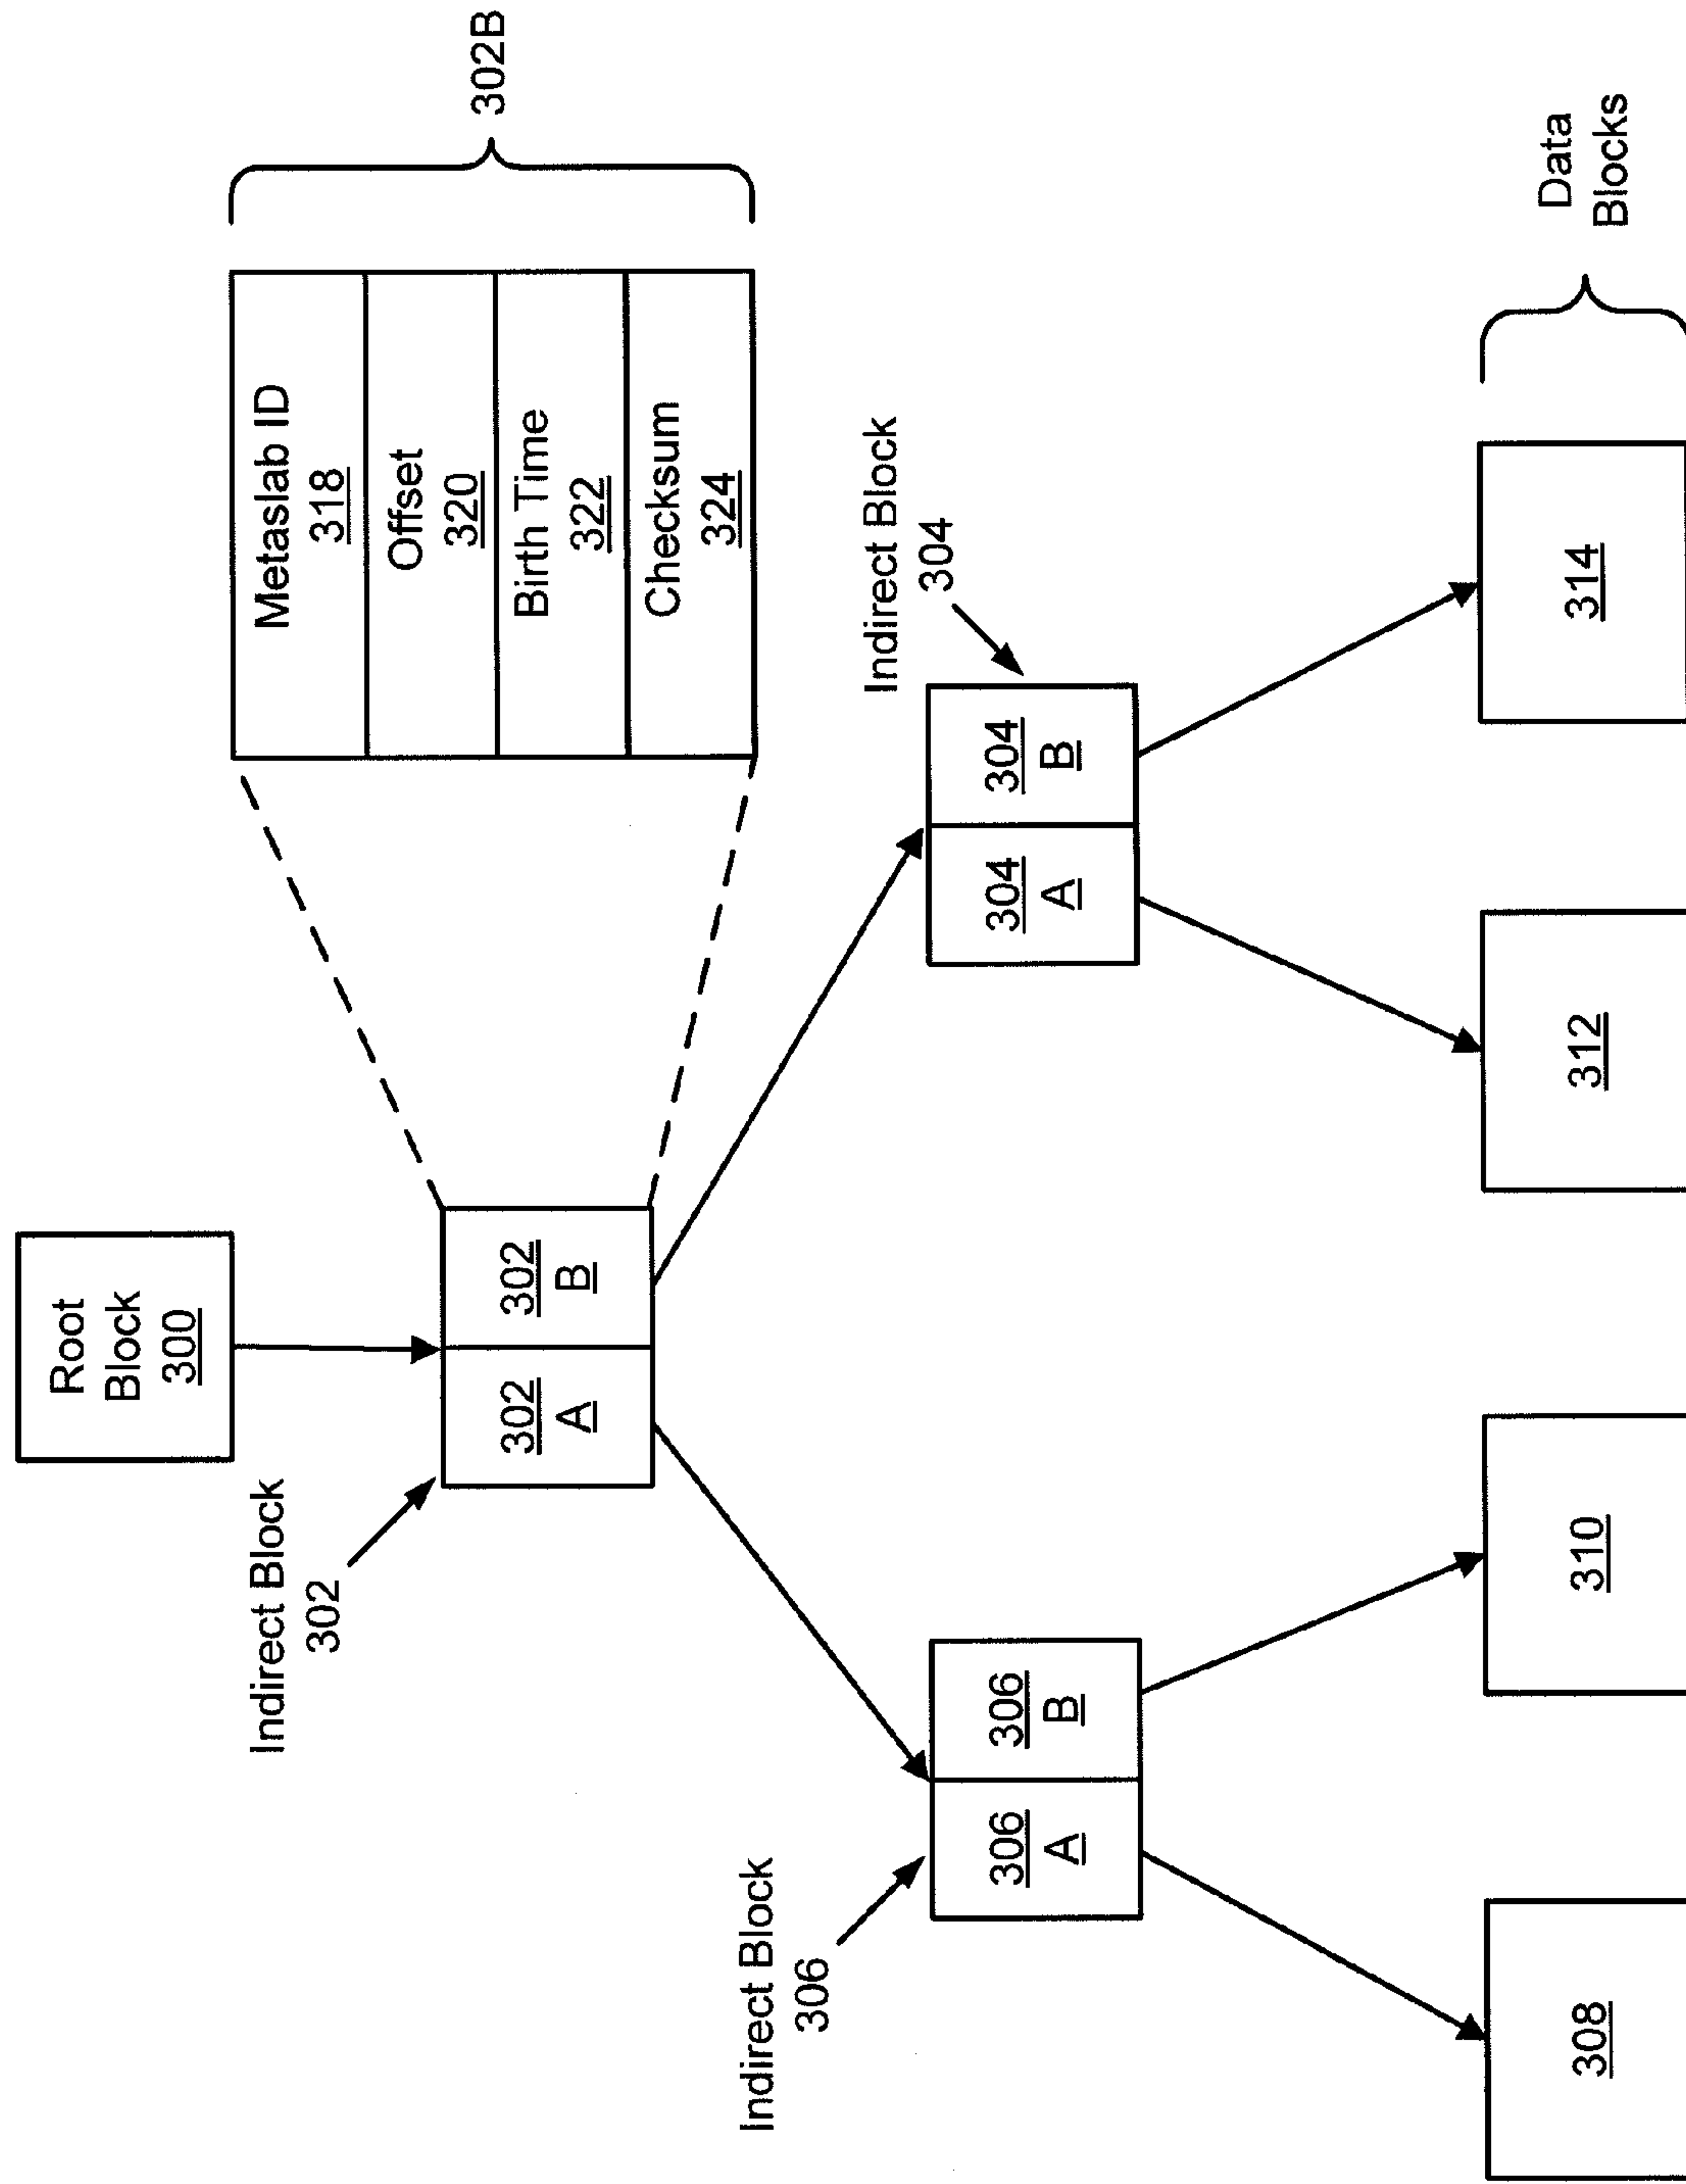 Root
Block
300
Indirect Block
302
302
A
302
B
Metaslab ID
318
Offset
320
Birth Time
322
Checksum
324
302B
Indirect Block
306
306
A
306
B
Indirect Block
304
304
A
304
B
308
310
312
314
Data
Blocks